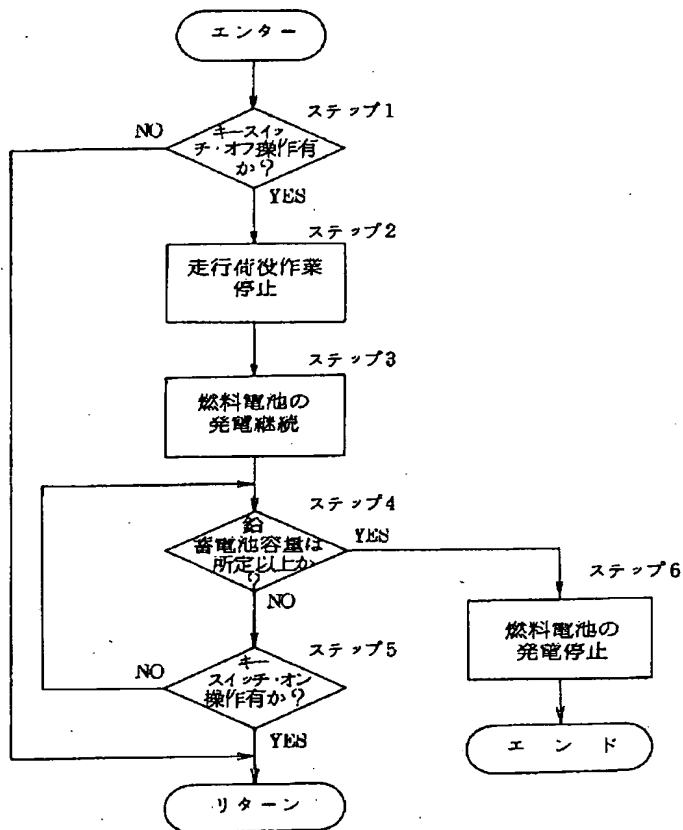 エンター
ステップ1
NO
キースイッ
チ・オフ操作有
か？
YES
ステップ2
走行荷役作業
停止
ステップ3
燃料電池の
発電継続
ステップ4
鉛
蓄電池容量は
所定以上か
？
YES
NO
ステップ6
燃料電池の
発電停止
ステップ5
NO
キー
スイッチ・オン
操作有か？
YES
エンド
リターン